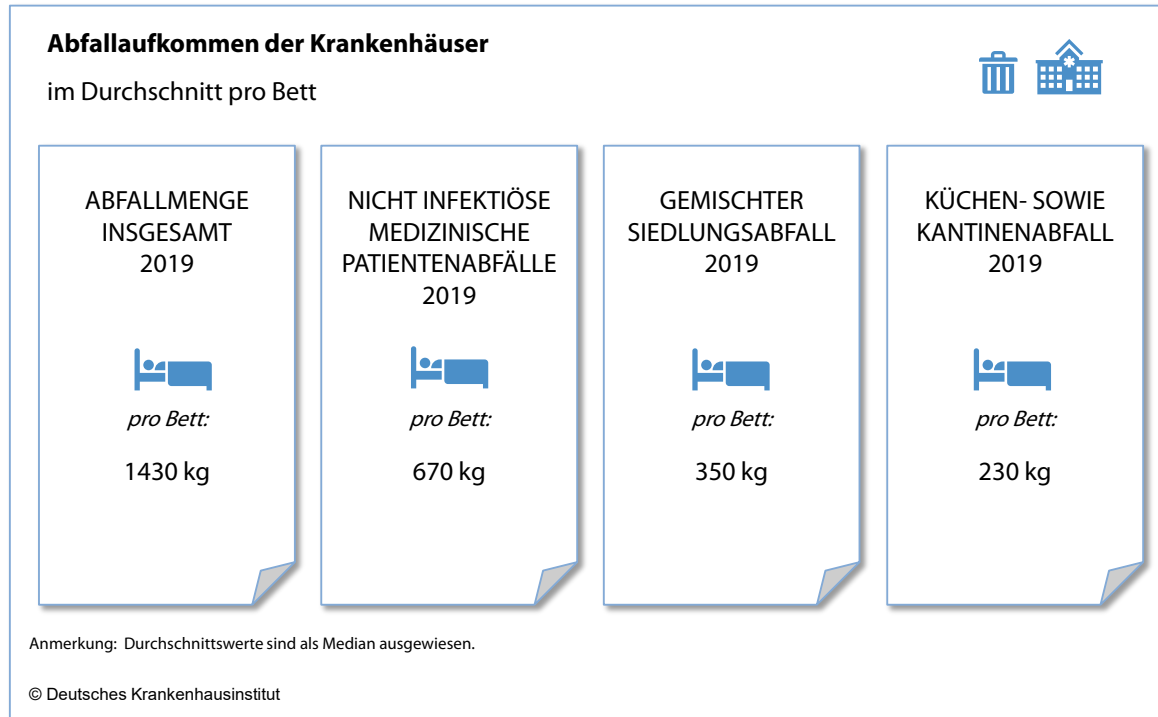 Abfallaufkommen der Krankenhäuser
im Durchschnitt pro Bett
ABFALLMENGE
INSGESAMT
2019
pro Bett:
1430 kg
NICHT INFEKTIÖSE
MEDIZINISCHE
PATIENTENABFÄLLE
2019
pro Bett:
670 kg
GEMISCHTER
SIEDLUNGSABFALL
2019
pro Bett:
350 kg
KÜCHEN- SOWIE
KANTINENABFALL
2019
pro Bett:
230 kg
Anmerkung: Durchschnittswerte sind als Median ausgewiesen.
© Deutsches Krankenhausinstitut